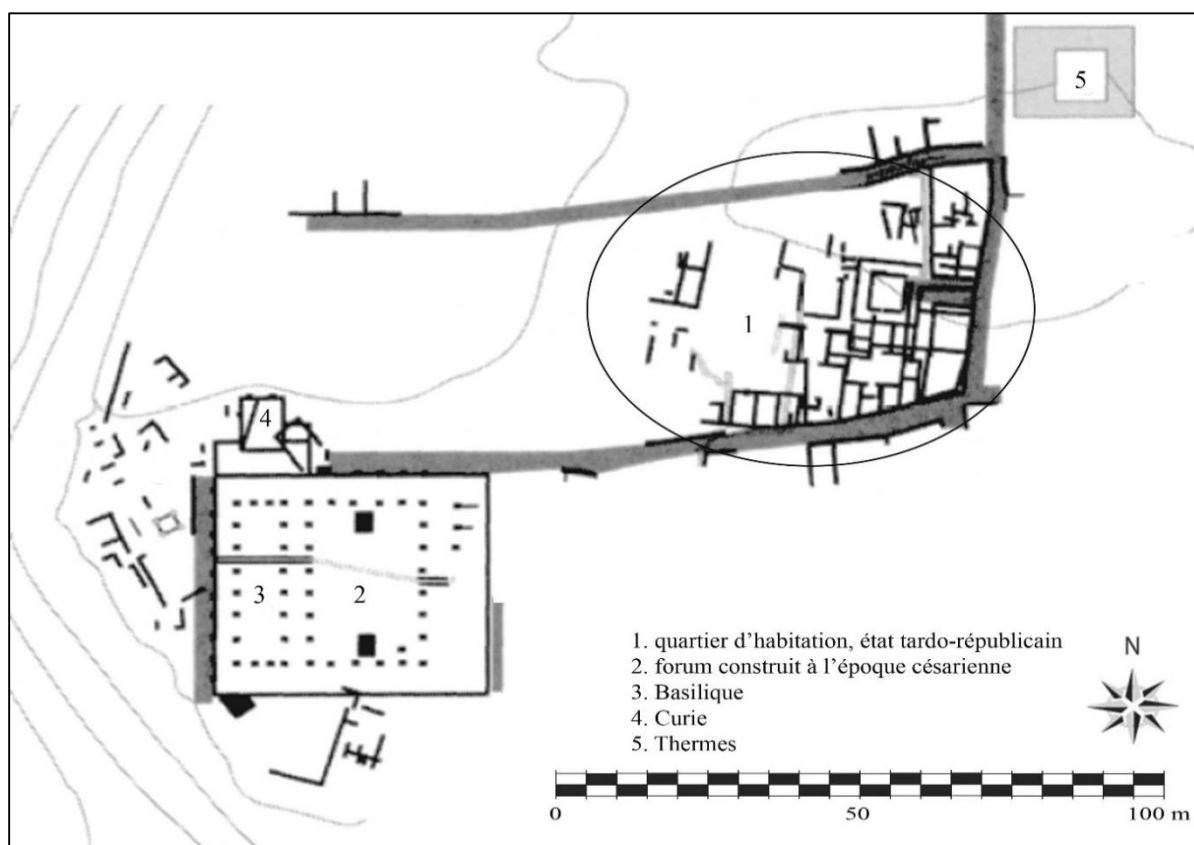 5
1
4
3
2
1. quartier d’habitation, état tardo-républicain
2. forum construit à l’époque césarienne
3. Basilique
4. Curie
5. Thermes
N
0 50 100 m